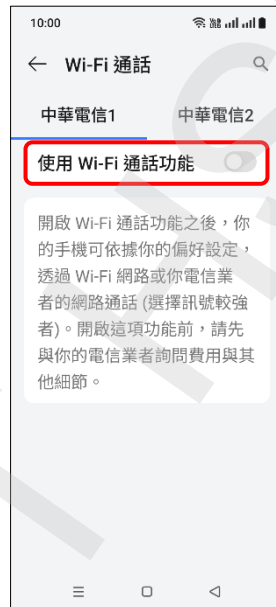 10:00
Wi-Fi 通話
中華電信1 中華電信2
使用 Wi-Fi 通話功能
開啟 Wi-Fi 通話功能之後，你
的手機可依據你的偏好設定，
透過 Wi-Fi 網路或你電信業
者的網路通話 (選擇訊號較強
者)。開啟這項功能前，請先
與你的電信業者詢問費用與其
他細節。